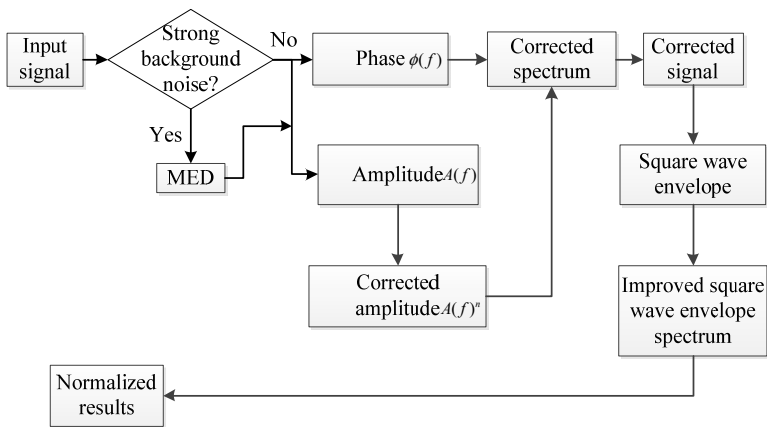 Input
signal
Strong
background
noise?
No
Yes
MED
Phase ϕ(f)
Amplitude A(f)
Corrected
amplitude A(f)ⁿ
Corrected
spectrum
Corrected
signal
Square wave
envelope
Improved square
wave envelope
spectrum
Normalized
results